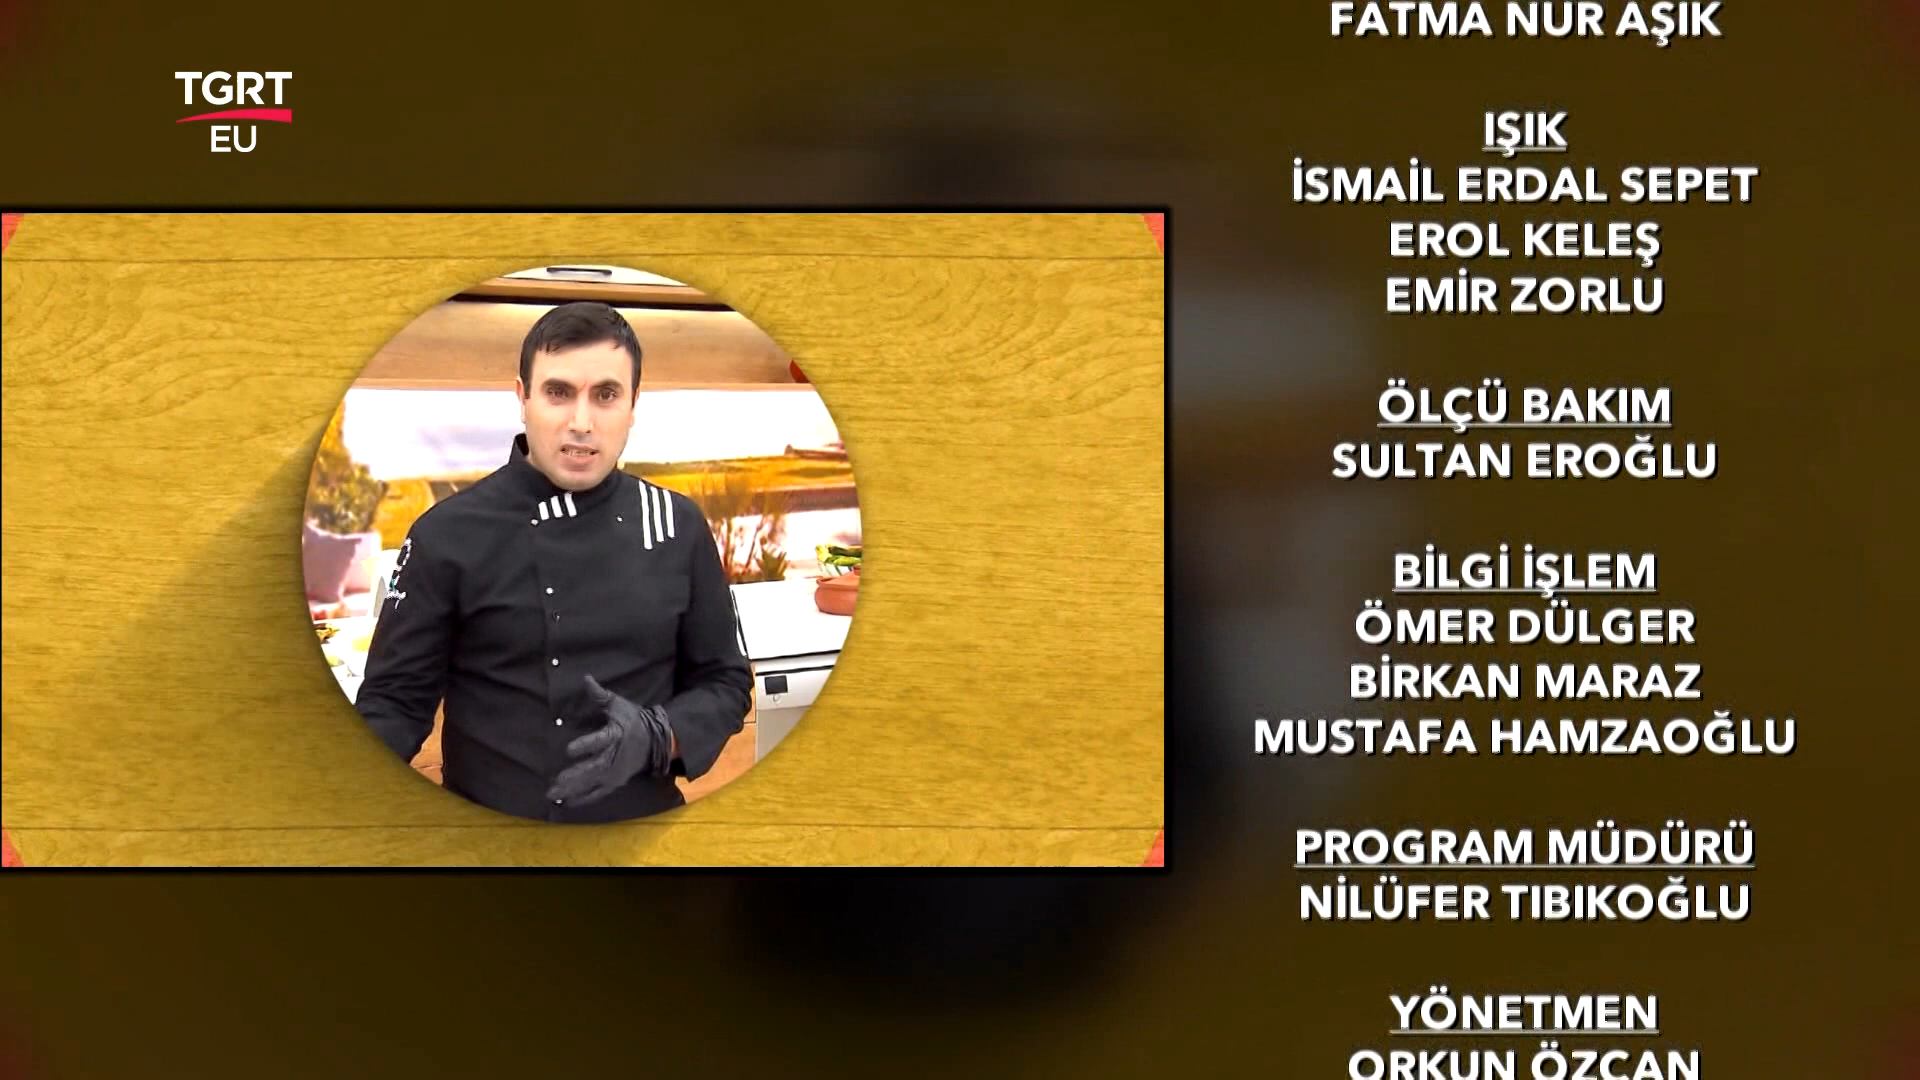 TGRT
EU
FATMA NUR AŞIK
IŞIK
İSMAİL ERDAL SEPET
EROL KELEŞ
EMİR ZORLU
ÖLÇÜ BAKIM
SULTAN EROĞLU
BİLGİ İŞLEM
ÖMER DÜLGER
BİRKAN MARAZ
MUSTAFA HAMZAOĞLU
PROGRAM MÜDÜRÜ
NİLÜFER TIBIKOĞLU
YÖNETMEN
ORKUN ÖZCAN